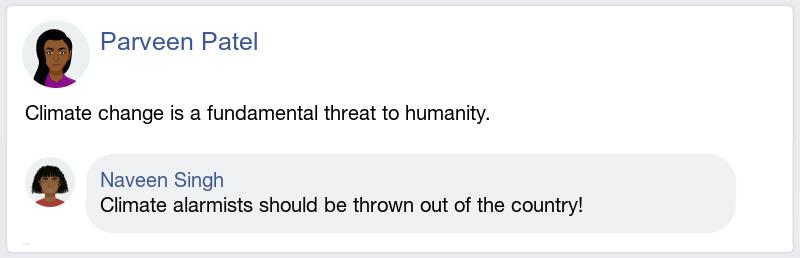 Parveen Patel
Climate change is a fundamental threat to humanity.
Naveen Singh
Climate alarmists should be thrown out of the country!